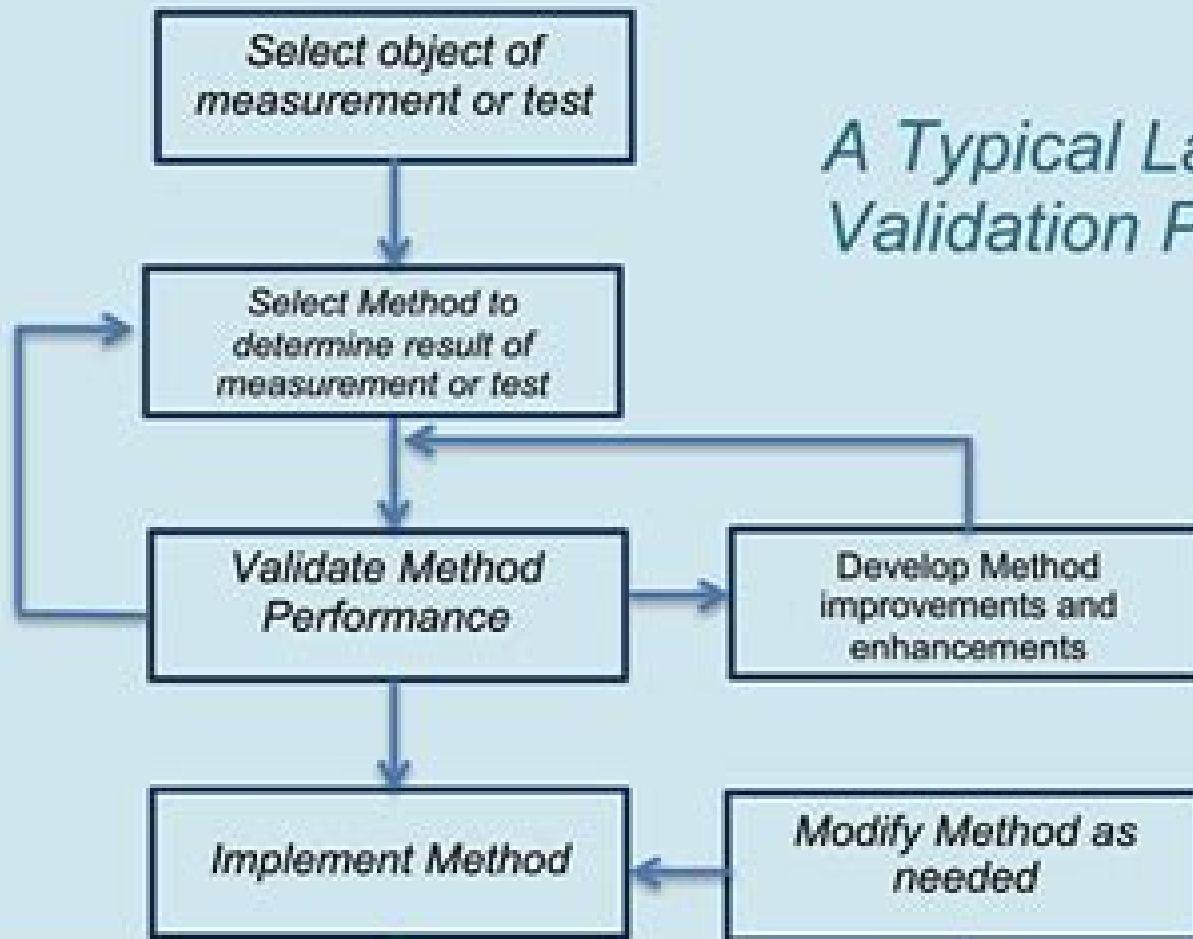 Select object of
measurement or test
A Typical La
Validation P
Select Method to
determine result of
measurement or test
Validate Method
Performance
Develop Method
improvements and
enhancements
Implement Method
Modify Method as
needed